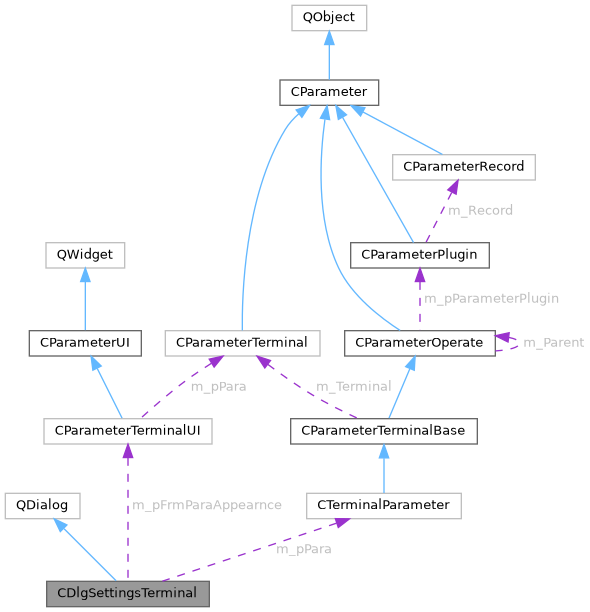 QObject
CParameter
CParameterRecord
m_Record
QWidget
CParameterPlugin
m_pParameterPlugin
CParameterUI
CParameterTerminal
CParameterOperate
m_Parent
m_pPara
m_Terminal
CParameterTerminalUI
CParameterTerminalBase
QDialog
m_pFrmParaAppearnce
CTerminalParameter
m_pPara
CDlgSettingsTerminal